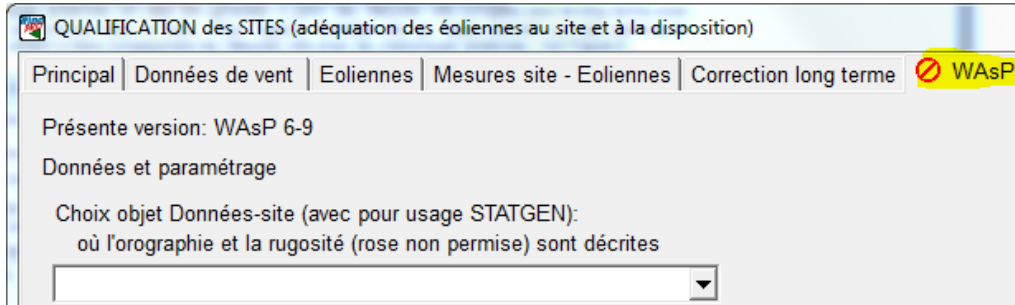 QUALIFICATION des SITES (adéquation des éoliennes au site et à la disposition)
Principal Données de vent Eoliennes Mesures site - Eoliennes Correction long terme WAsP
Présente version: WAsP 6-9
Données et paramétrage
Choix objet Données-site (avec pour usage STATGEN):
où l'orographie et la rugosité (rose non permise) sont décrites